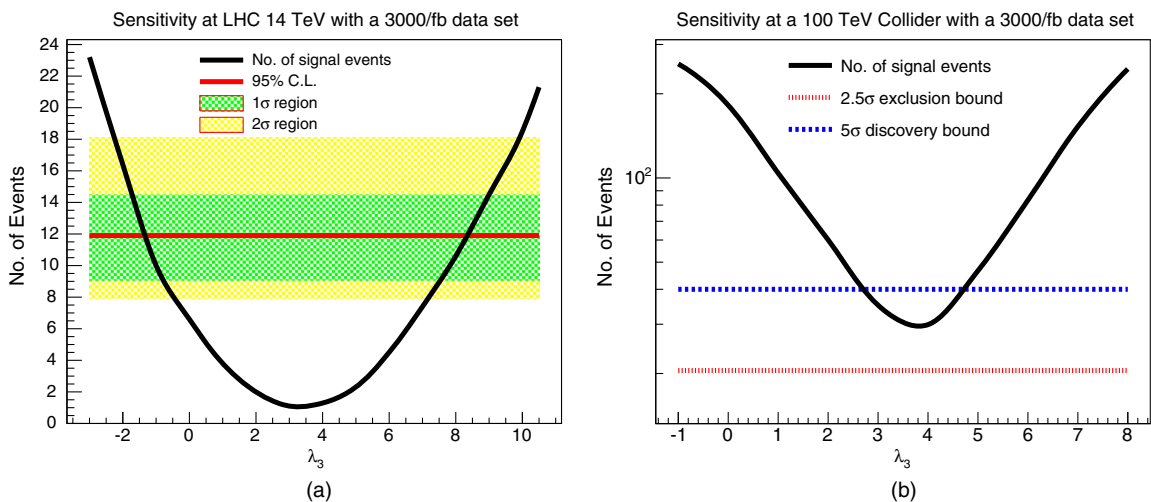 Sensitivity at LHC 14 TeV with a 3000/fb data set
No. of Events
24
22
20
18
16
14
12
10
8
6
4
2
0
No. of signal events
95% C.L.
1σ region
2σ region
-2 0 2 4 6 8 10
λ₃
(a)
Sensitivity at a 100 TeV Collider with a 3000/fb data set
No. of Events
10²
No. of signal events
2.5σ exclusion bound
5σ discovery bound
-1 0 1 2 3 4 5 6 7 8
λ₃
(b)